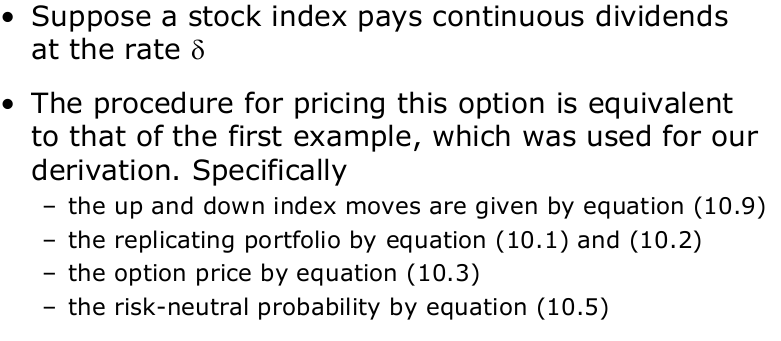 • Suppose a stock index pays continuous dividends
at the rate δ
• The procedure for pricing this option is equivalent
to that of the first example, which was used for our
derivation. Specifically
– the up and down index moves are given by equation (10.9)
– the replicating portfolio by equation (10.1) and (10.2)
– the option price by equation (10.3)
– the risk-neutral probability by equation (10.5)